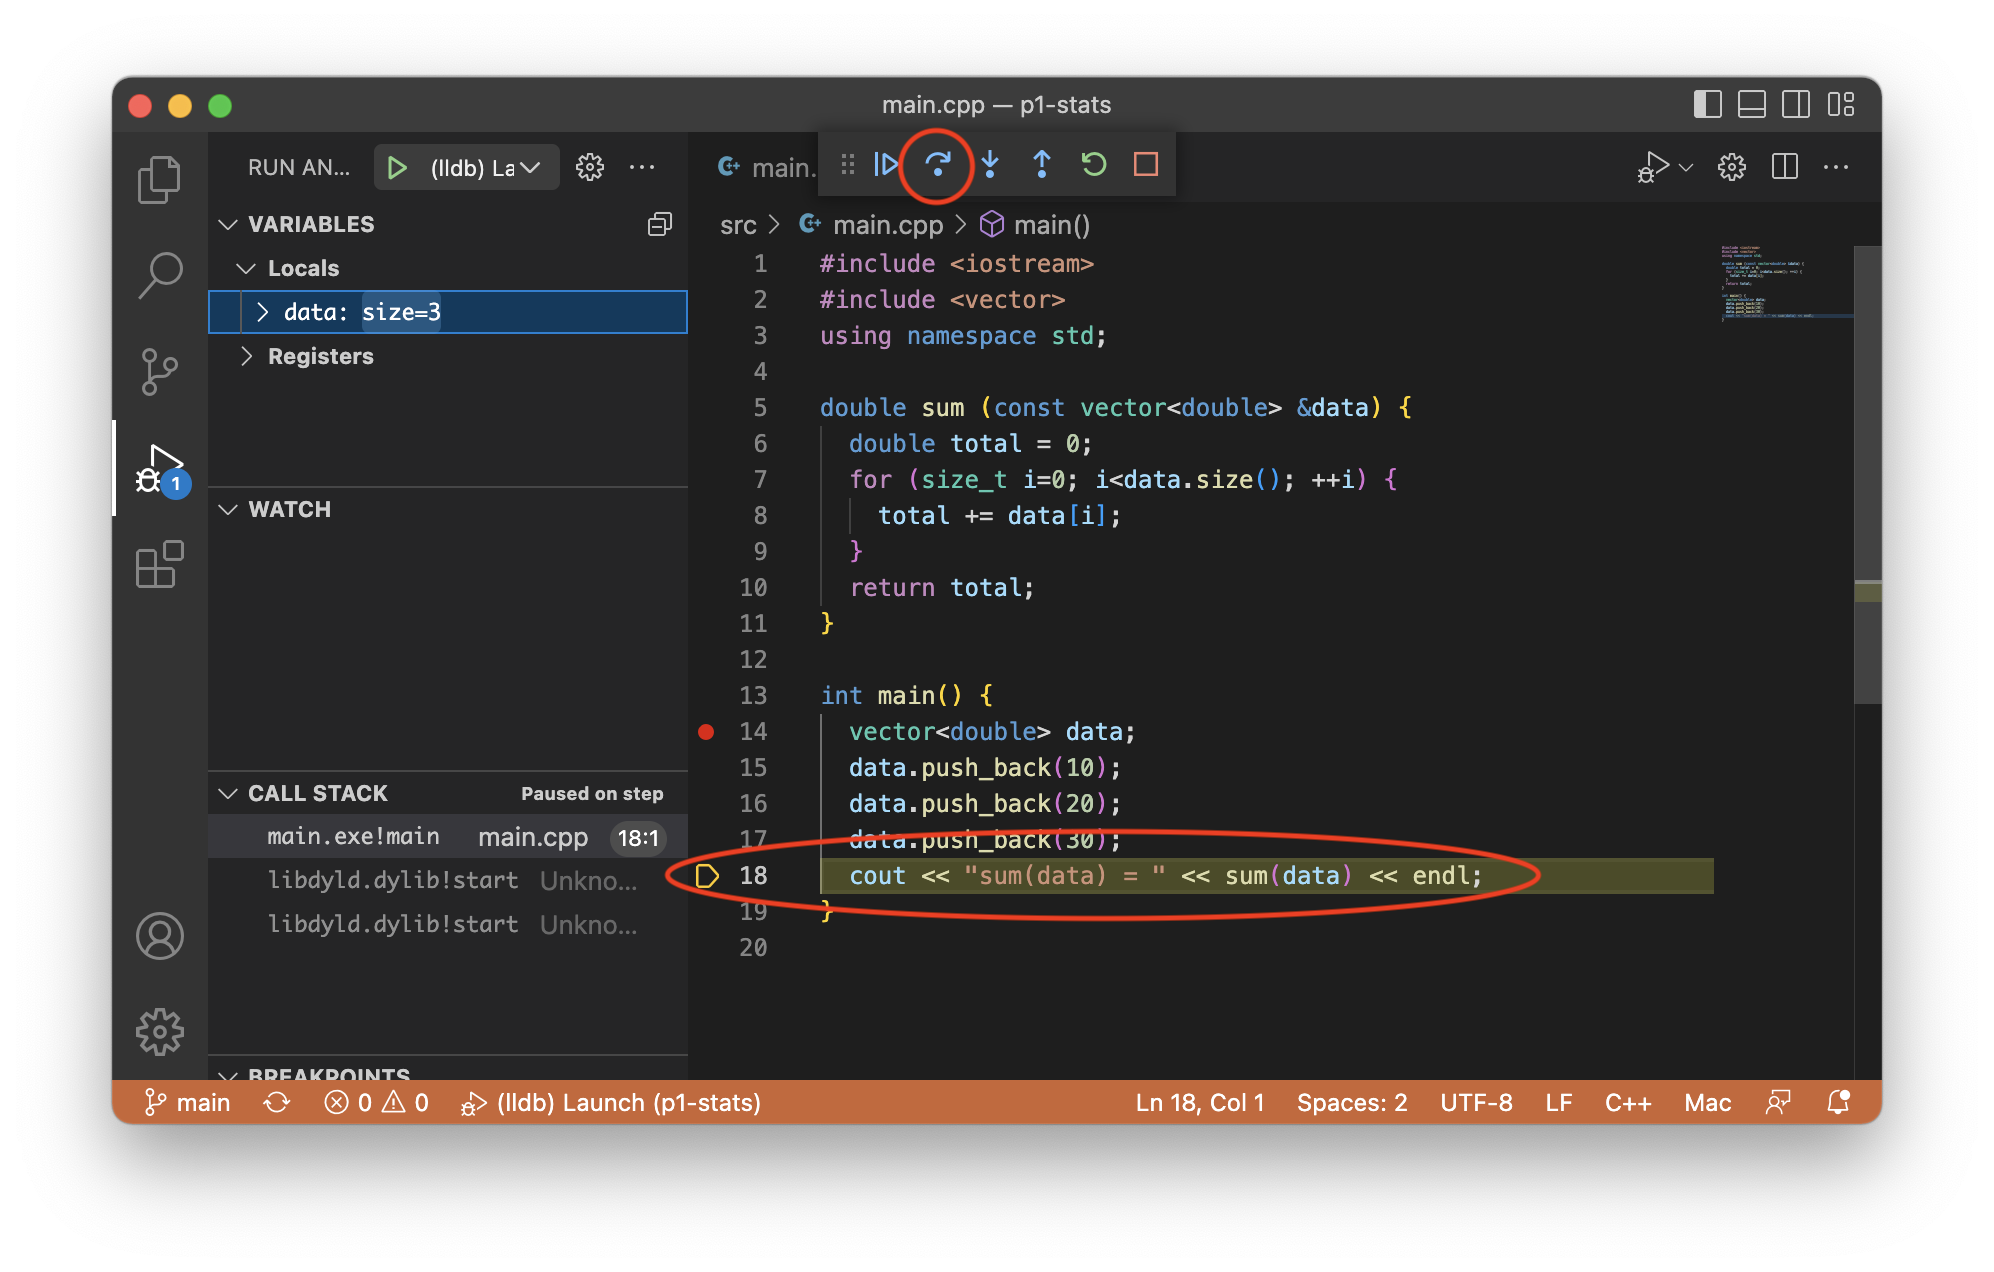 main.cpp — p1-stats
RUN AN...
(lldb) La
main.
VARIABLES
Locals
data: size=3
Registers
WATCH
CALL STACK
Paused on step
main.exe!main main.cpp 18:1
libdyld.dylib!start Unkno...
libdyld.dylib!start Unkno...
BREAKPOINTS
1
src > main.cpp > main()
1 #include <iostream>
2 #include <vector>
3 using namespace std;
4
5 double sum (const vector<double> &data) {
6   double total = 0;
7   for (size_t i=0; i<data.size(); ++i) {
8     total += data[i];
9   }
10   return total;
11 }
12
13 int main() {
14   vector<double> data;
15   data.push_back(10);
16   data.push_back(20);
17   data.push_back(30);
18   cout << "sum(data) = " << sum(data) << endl;
19 }
20
main 0 0 (lldb) Launch (p1-stats) Ln 18, Col 1 Spaces: 2 UTF-8 LF C++ Mac